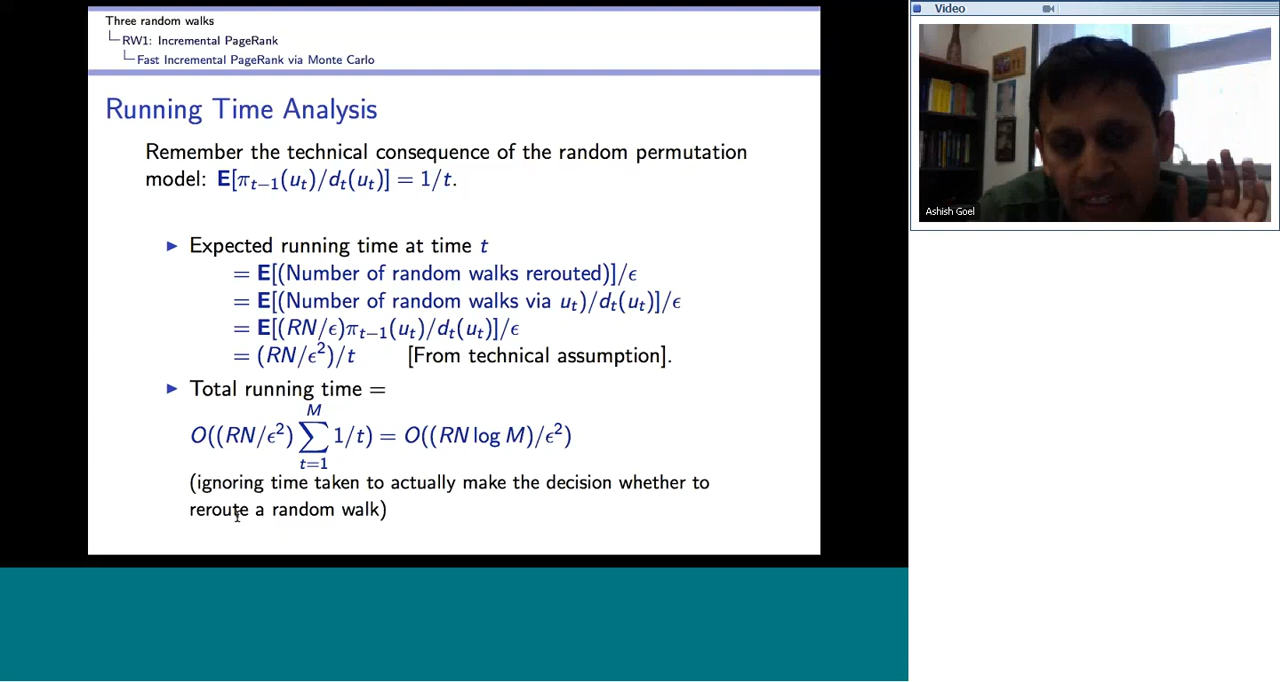 Three random walks
RW1: Incremental PageRank
Fast Incremental PageRank via Monte Carlo
Running Time Analysis
Remember the technical consequence of the random permutation
model: E[π_{t−1}(u_t)/d_t(u_t)] = 1/t.
▶ Expected running time at time t
= E[(Number of random walks rerouted)]/ϵ
= E[(Number of random walks via u_t)/d_t(u_t)]/ϵ
= E[(RN/ϵ)π_{t−1}(u_t)/d_t(u_t)]/ϵ
= (RN/ϵ²)/t [From technical assumption].
▶ Total running time =
O((RN/ϵ²) ∑_{t=1}^{M} 1/t) = O((RN log M)/ϵ²)
(ignoring time taken to actually make the decision whether to
reroute a random walk)
Video
Ashish Goel